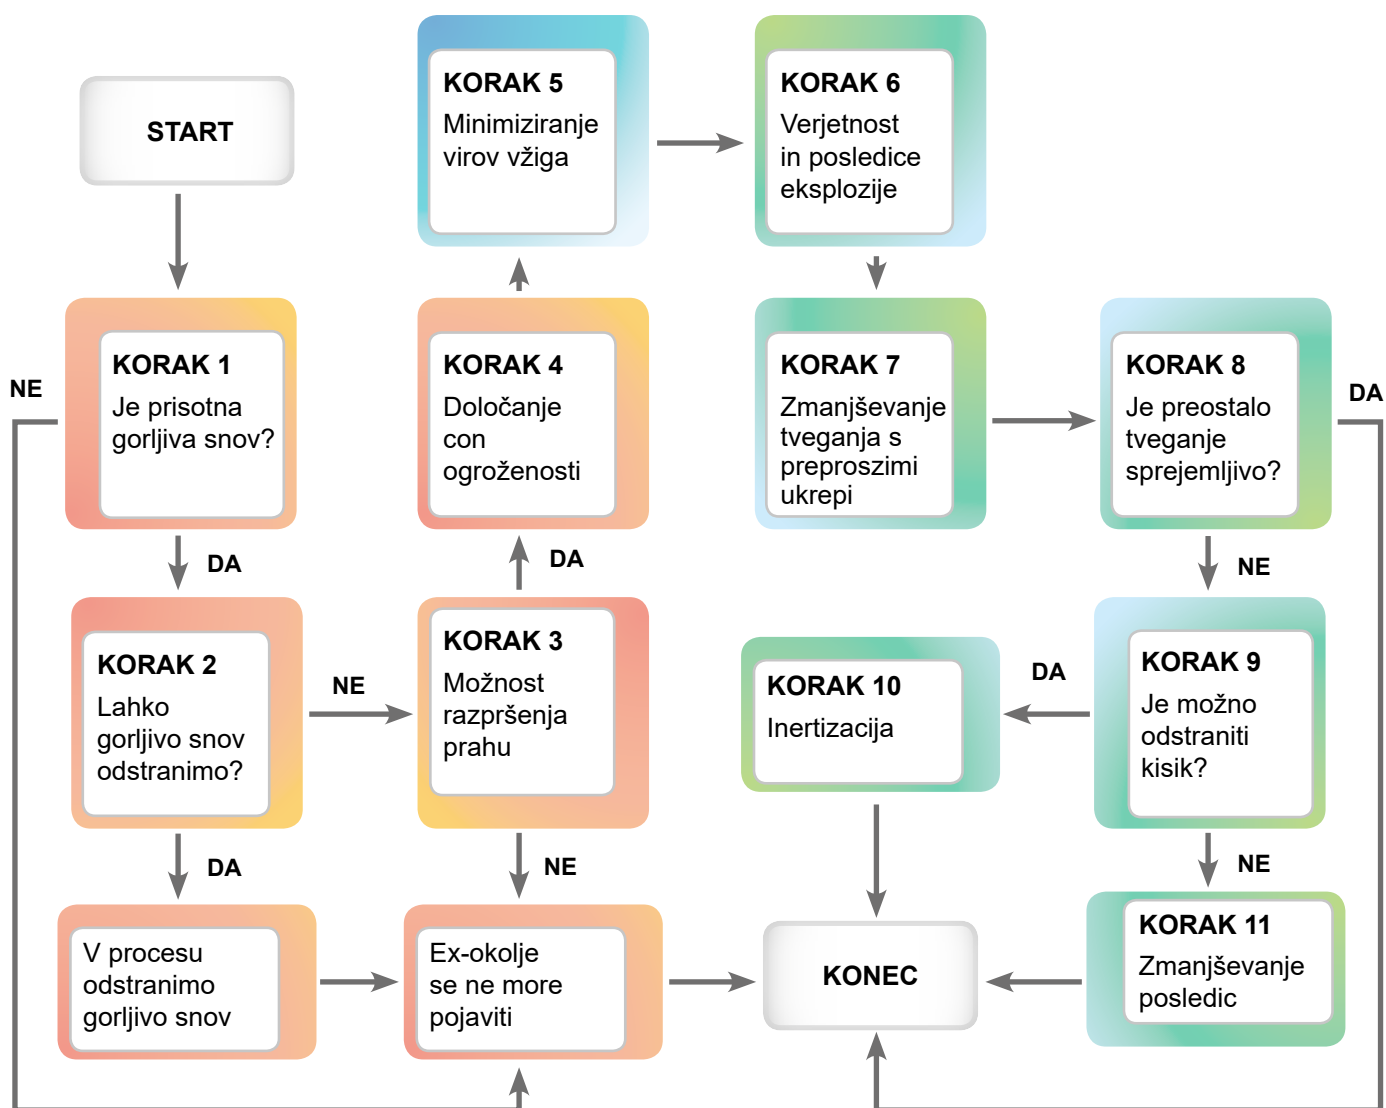 START
KORAK 1
Je prisotna
gorljiva snov?
NE
DA
KORAK 2
Lahko
gorljivo snov
odstranimo?
NE
DA
V procesu
odstranimo
gorljivo snov
KORAK 3
Možnost
razpršenja
prahu
DA
NE
Ex-okolje
se ne more
pojaviti
KORAK 4
Določanje
con
ogroženosti
KORAK 5
Minimiziranje
virov vžiga
KORAK 6
Verjetnost
in posledice
eksplozije
KORAK 7
Zmanjševanje
tveganja s
preproszimi
ukrepi
KORAK 8
Je preostalo
tveganje
sprejemljivo?
DA
NE
KORAK 9
Je možno
odstraniti
kisik?
DA
NE
KORAK 10
Inertizacija
KORAK 11
Zmanjševanje
posledic
KONEC